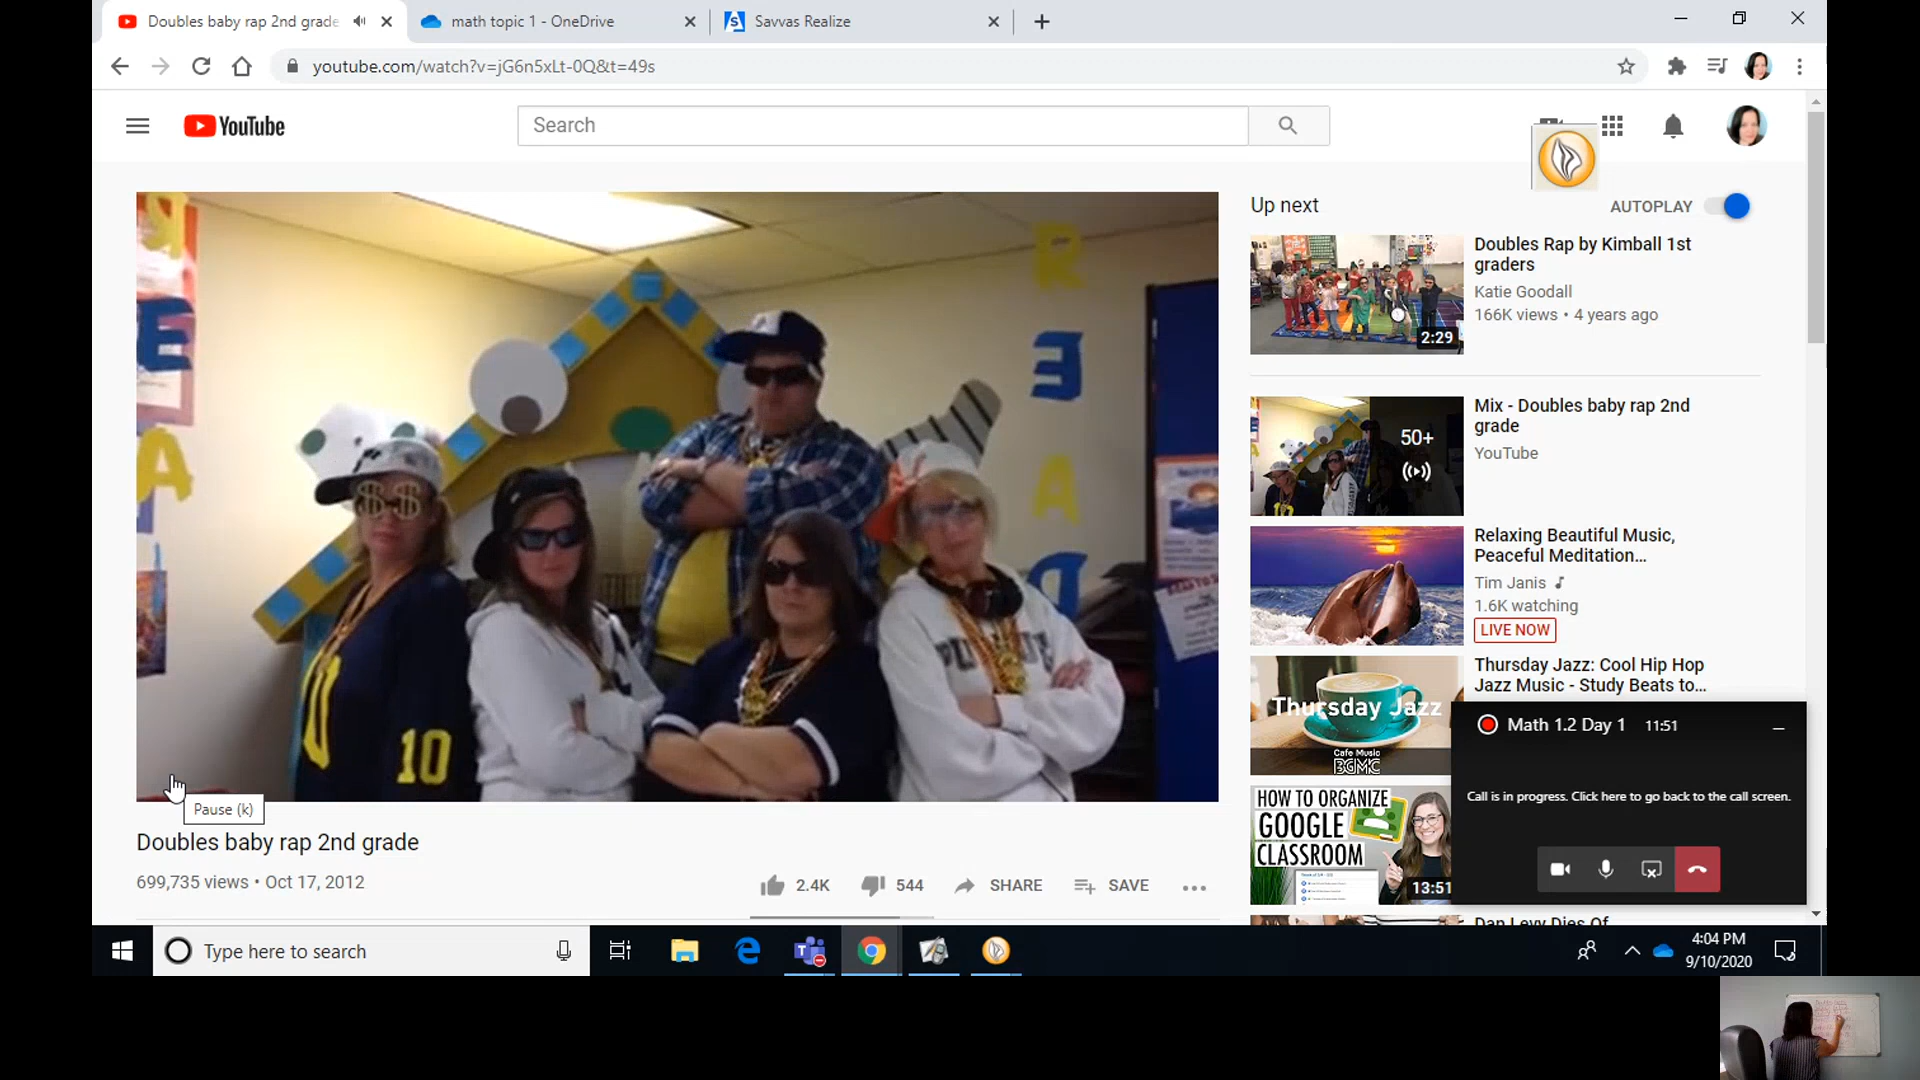 Doubles baby rap 2nd grade
math topic 1 - OneDrive
Savvas Realize
youtube.com/watch?v=jG6n5xLt-0Q&t=49s
YouTube
Search
Up next
AUTOPLAY
R
E
A
D
10
Doubles Rap by Kimball 1st
graders
Katie Goodall
166K views • 4 years ago
2:29
Mix - Doubles baby rap 2nd
grade
YouTube
50+
Relaxing Beautiful Music,
Peaceful Meditation...
Tim Janis
1.6K watching
LIVE NOW
Thursday Jazz: Cool Hip Hop
Jazz Music - Study Beats to...
Thursday Jazz
Cafe Music
BGMC
HOW TO ORGANIZE
GOOGLE
CLASSROOM
13:51
Math 1.2 Day 1 11:51
Call is in progress. Click here to go back to the call screen.
Pause (k)
Doubles baby rap 2nd grade
699,735 views • Oct 17, 2012
2.4K
544
SHARE
SAVE
Type here to search
4:04 PM
9/10/2020